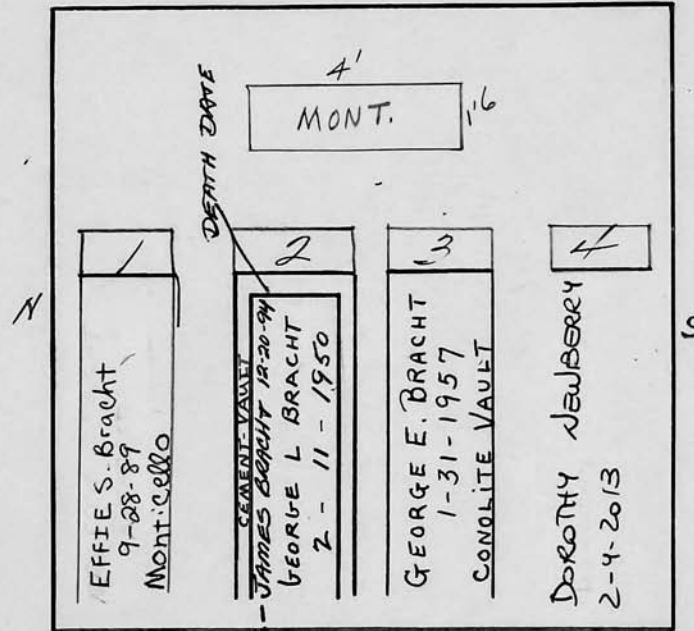 4'
MONT.
1'6
DEATH DATE
N
S
1
2
3
4
EFFIE S. Bracht
9-28-89
Monticello
CEMENT-VAULT
JAMES BRACHT 12-20-94
GEORGE L BRACHT
2-11-1950
GEORGE E. BRACHT
1-31-1957
CONOLITE VAULT
DOROTHY NEWBERRY
2-4-2013